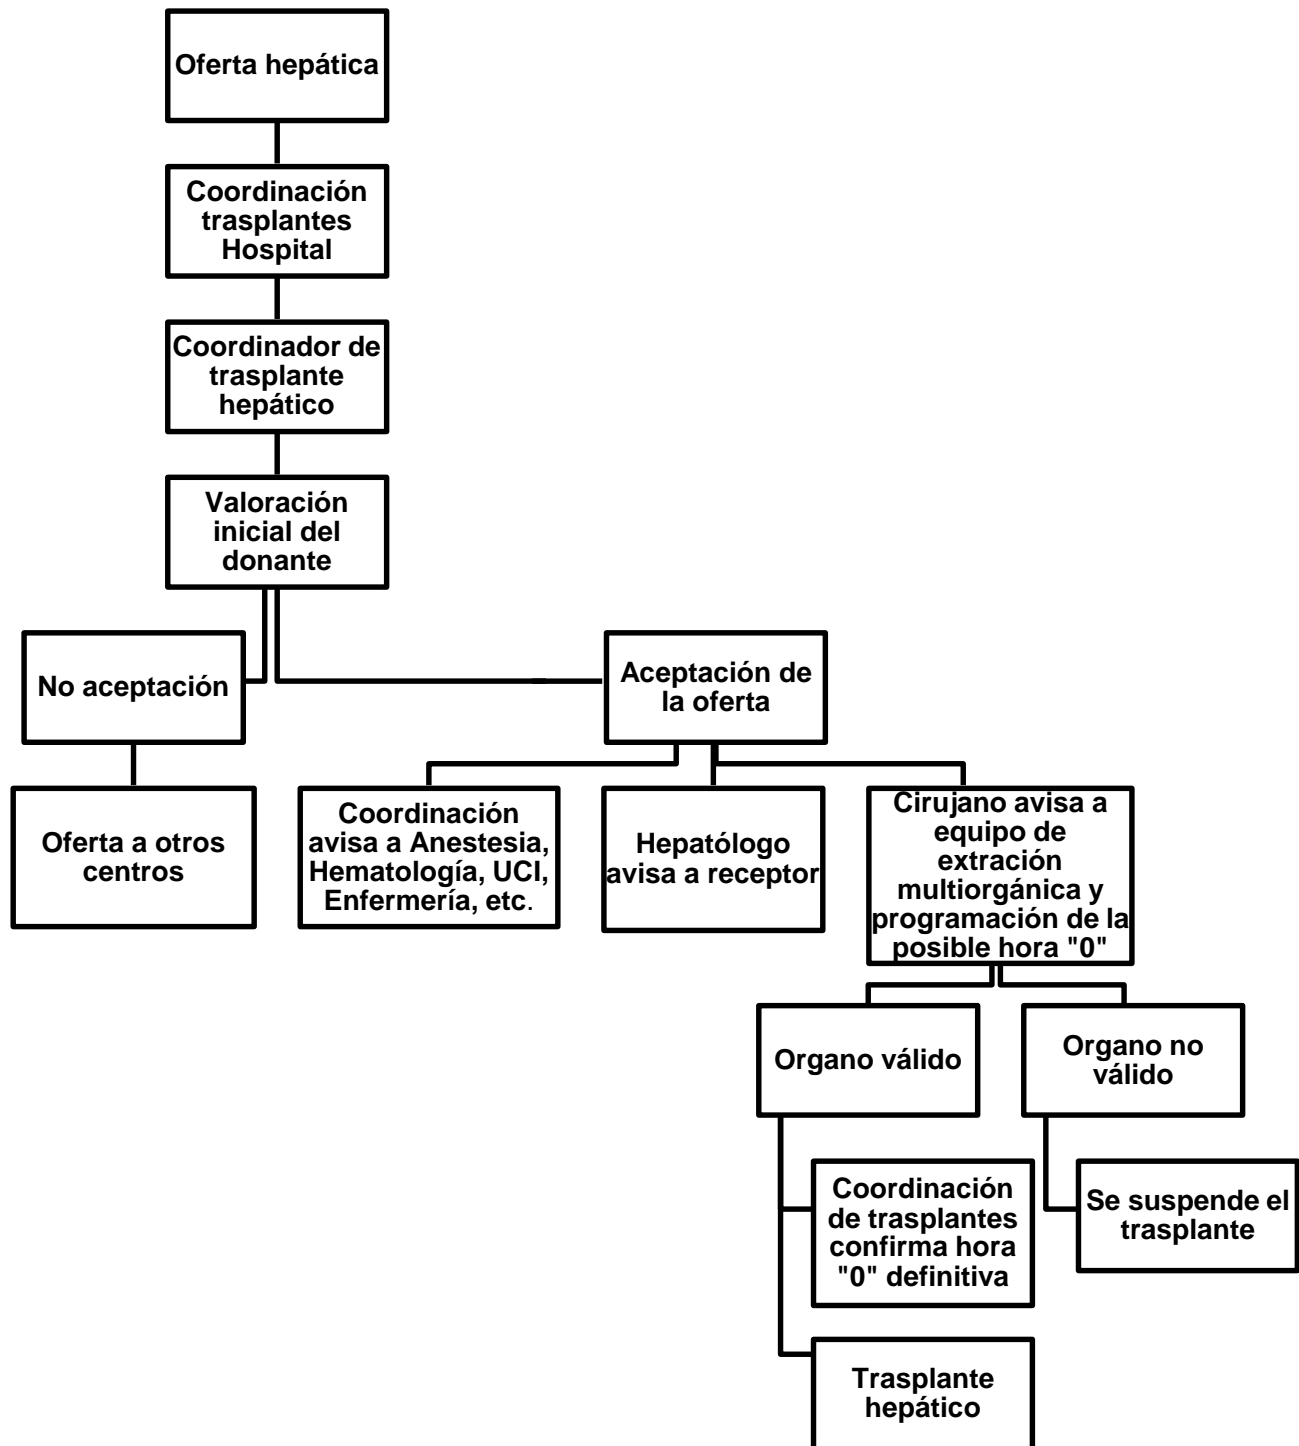 Oferta hepática
Coordinación
trasplantes
Hospital
Coordinador de
trasplante
hepático
Valoración
inicial del
donante
No aceptación
Aceptación de
la oferta
Oferta a otros
centros
Coordinación
avisa a Anestesia,
Hematología, UCI,
Enfermería, etc.
Hepatólogo
avisa a receptor
Cirujano avisa a
equipo de
extración
multiorgánica y
programación de la
posible hora "0"
Organo válido
Organo no
válido
Coordinación
de trasplantes
confirma hora
"0" definitiva
Se suspende el
trasplante
Trasplante
hepático